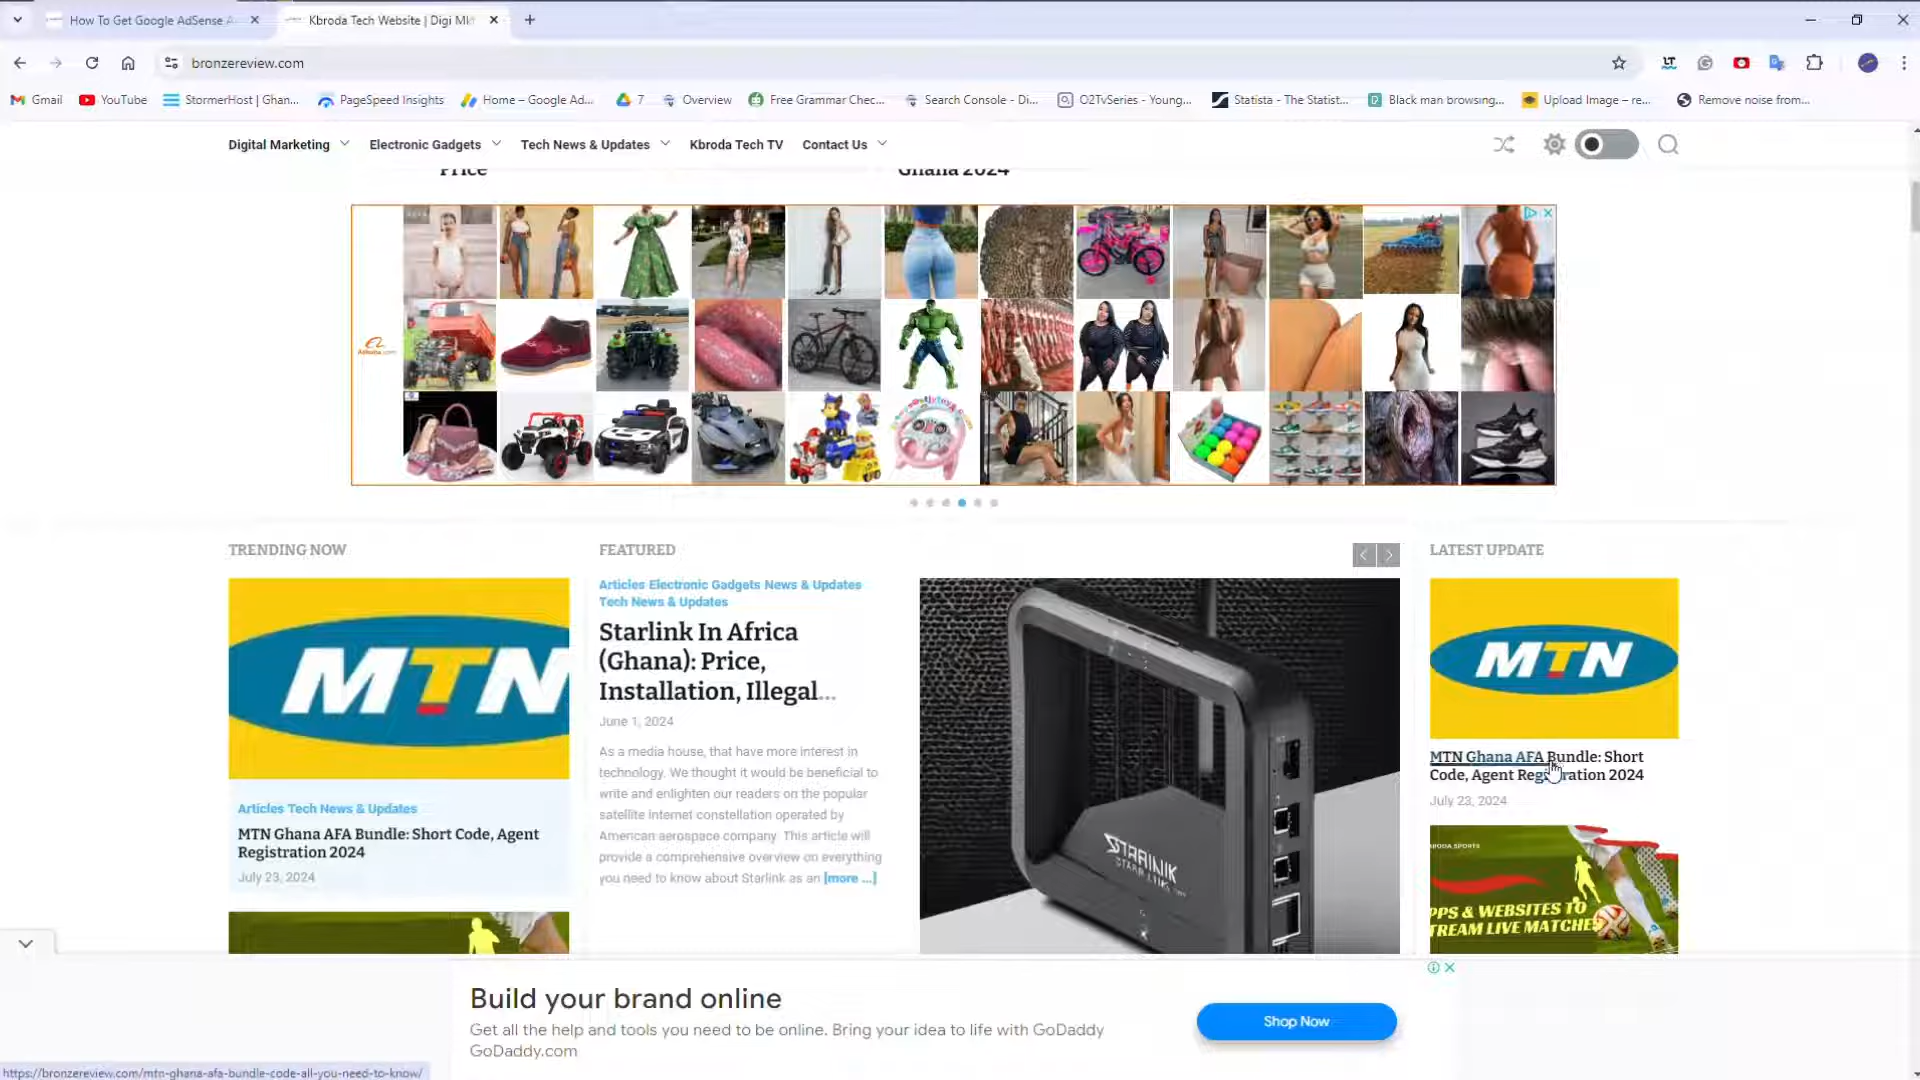 How To Get Google AdSense A
Kbroda Tech Website | Digi Mk
bronzereview.com
Gmail
YouTube
StormerHost | Ghan...
PageSpeed Insights
Home – Google Ad...
7
Overview
Free Grammar Chec...
Search Console - Di...
O2TvSeries - Young...
Statista - The Statist...
Black man browsing...
Upload Image – re...
Remove noise from...
Digital Marketing
Electronic Gadgets
Tech News & Updates
Kbroda Tech TV
Contact Us
Price
Ghana 2024
Alibaba.com
TRENDING NOW
Articles Tech News & Updates
MTN Ghana AFA Bundle: Short Code, Agent
Registration 2024
July 23, 2024
MTN
FEATURED
Articles Electronic Gadgets News & Updates
Tech News & Updates
Starlink In Africa
(Ghana): Price,
Installation, Illegal...
June 1, 2024
As a media house, that have more interest in
technology. We thought it would be beneficial to
write and enlighten our readers on the popular
satellite internet constellation operated by
American aerospace company. This article will
provide a comprehensive overview on everything
you need to know about Starlink as an [more ...]
LATEST UPDATE
MTN
MTN Ghana AFA Bundle: Short
Code, Agent Registration 2024
July 23, 2024
PPS & WEBSITES TO
TREAM LIVE MATCHES
Build your brand online
Get all the help and tools you need to be online. Bring your idea to life with GoDaddy
GoDaddy.com
Shop Now
https://bronzereview.com/mtn-ghana-afa-bundle-code-all-you-need-to-know/